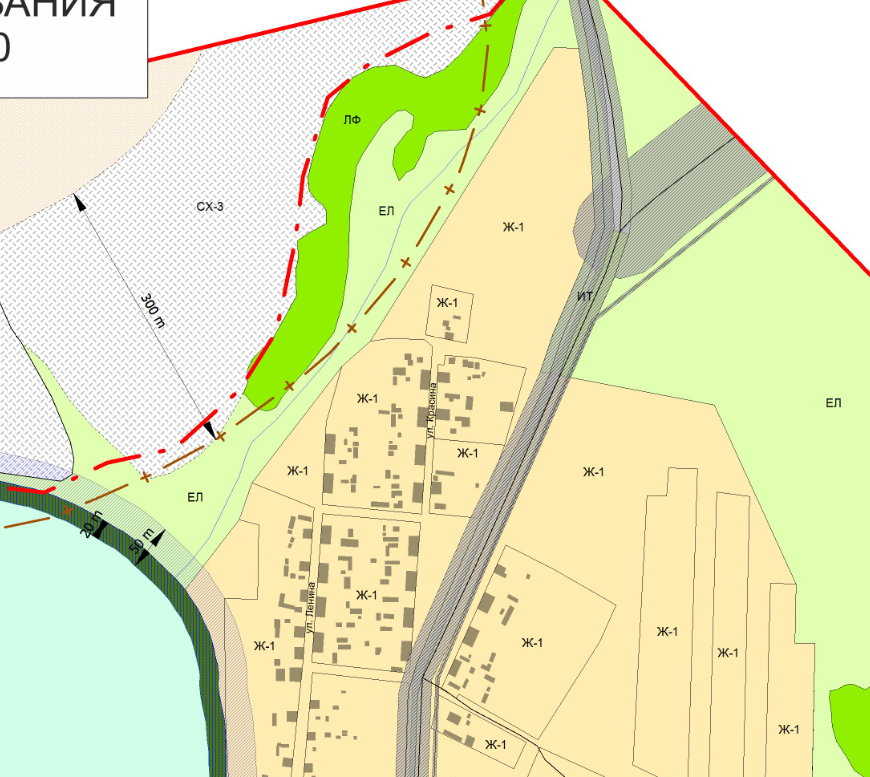 ВАНИЯ
0
ЛФ
СХ-3
ЕЛ
Ж-1
ИТ
Ж-1
300 m
Ж-1
ул. Красина
ЕЛ
Ж-1
Ж-1
Ж-1
ЕЛ
20 m
50 m
Ж-1
ул. Ленина
Ж-1
Ж-1
Ж-1
Ж-1
Ж-1
Ж-1